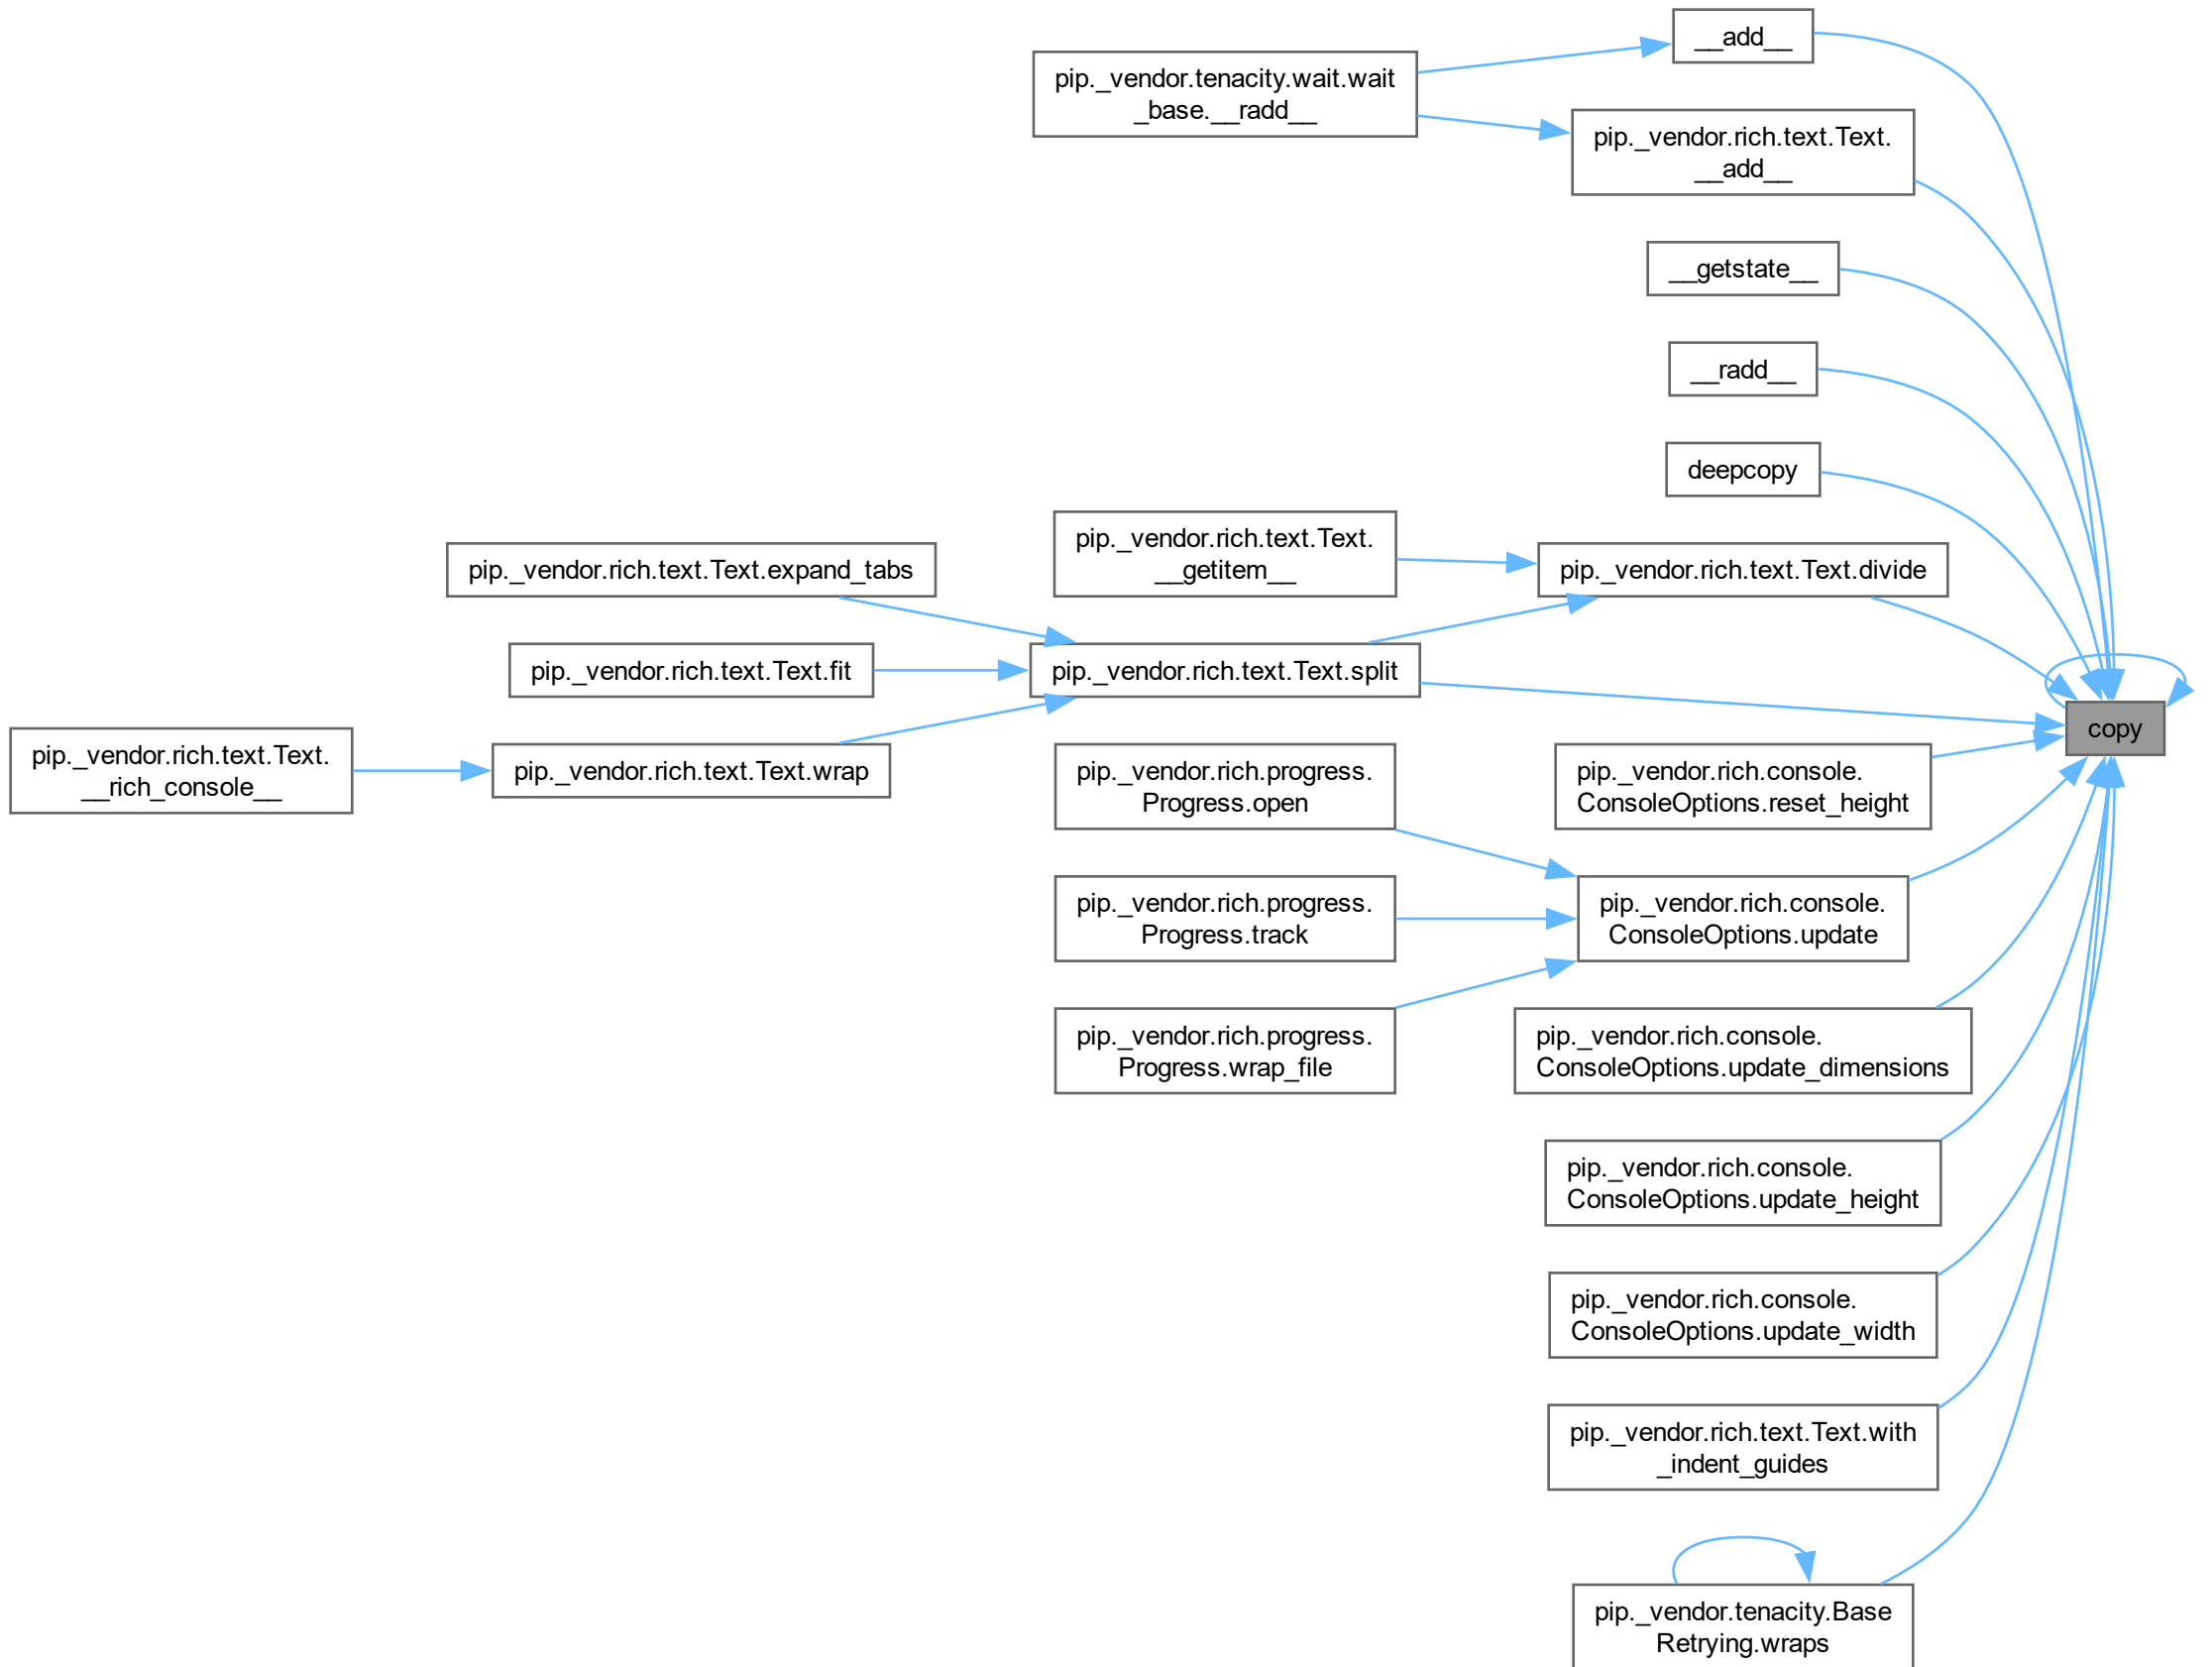 __add__
pip._vendor.tenacity.wait.wait
_base.__radd__
pip._vendor.rich.text.Text.
__add__
__getstate__
__radd__
deepcopy
pip._vendor.rich.text.Text.
__getitem__
pip._vendor.rich.text.Text.expand_tabs
pip._vendor.rich.text.Text.divide
pip._vendor.rich.text.Text.fit
pip._vendor.rich.text.Text.split
copy
pip._vendor.rich.text.Text.
__rich_console__
pip._vendor.rich.text.Text.wrap
pip._vendor.rich.progress.
Progress.open
pip._vendor.rich.console.
ConsoleOptions.reset_height
pip._vendor.rich.progress.
Progress.track
pip._vendor.rich.console.
ConsoleOptions.update
pip._vendor.rich.progress.
Progress.wrap_file
pip._vendor.rich.console.
ConsoleOptions.update_dimensions
pip._vendor.rich.console.
ConsoleOptions.update_height
pip._vendor.rich.console.
ConsoleOptions.update_width
pip._vendor.rich.text.Text.with
_indent_guides
pip._vendor.tenacity.Base
Retrying.wraps